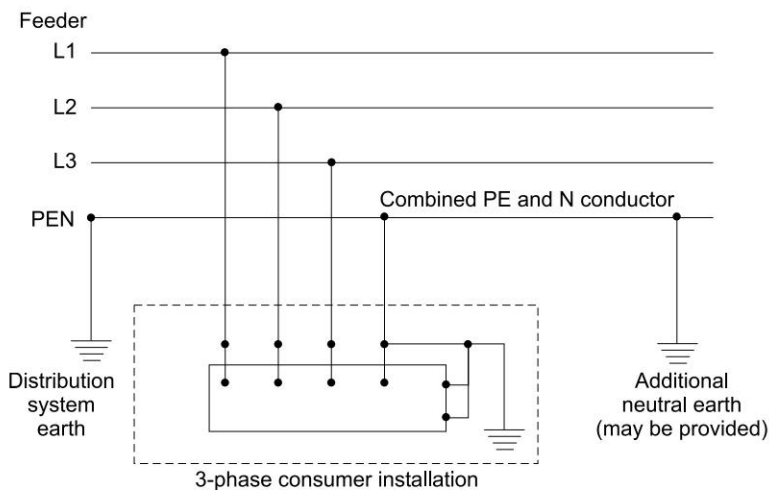 Feeder
L1
L2
L3
Combined PE and N conductor
PEN
Distribution
system
earth
Additional
neutral earth
(may be provided)
3-phase consumer installation